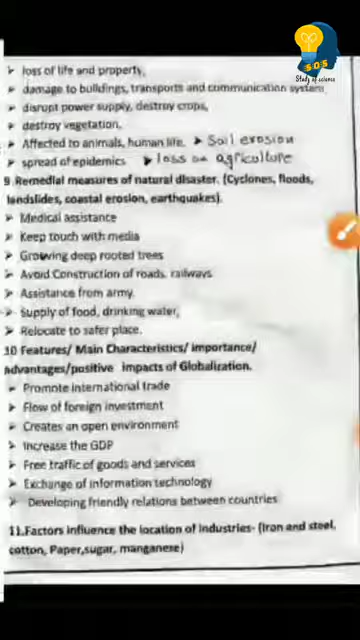 S O S
Study of science
➤ loss of life and property,
➤ damage to buildings, transports and communication system
➤ disrupt power supply, destroy crops,
➤ destroy vegetation,
➤ Affected to animals, human life. ➤ Soil erosion
➤ spread of epidemics ➤ loss on agriculture
9 Remedial measures of natural disaster. (Cyclones, floods,
landslides, coastal erosion, earthquakes).
➤ Medical assistance
➤ Keep touch with media
➤ Growing deep rooted trees
➤ Avoid Construction of roads, railways
➤ Assistance from army.
➤ Supply of food, drinking water,
➤ Relocate to safer place.
10 Features/ Main Characteristics/ importance/
advantages/positive impacts of Globalization.
➤ Promote international trade
➤ Flow of foreign investment
➤ Creates an open environment
➤ Increase the GDP
➤ Free traffic of goods and services
➤ Exchange of information technology
➤ Developing friendly relations between countries
11.Factors influence the location of Industries- (Iron and steel,
cotton, Paper,sugar, manganese)